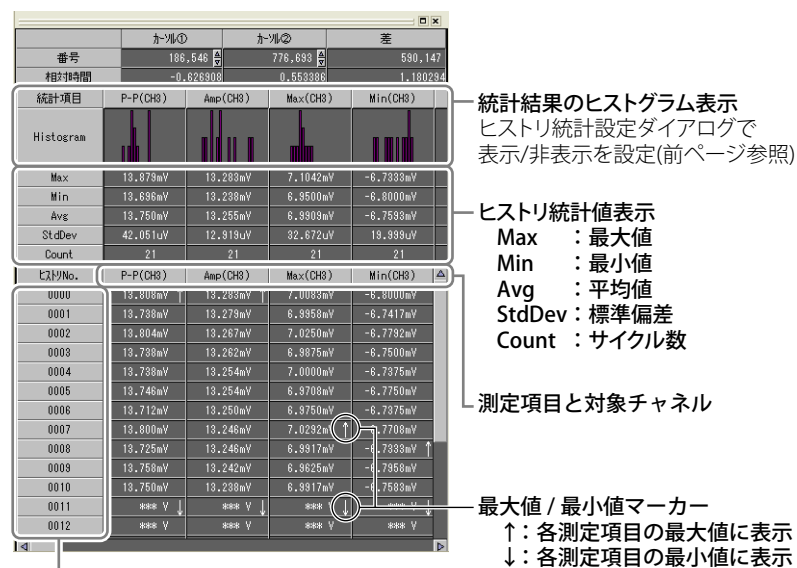 カーソル① カーソル② 差
番号 186,546 776,693 590,147
相対時間 -0.626908 0.553386 1.180294
統計項目 P-P(CH3) Amp(CH3) Max(CH3) Min(CH3)
Histogram
Max 13.879mV 13.283mV 7.1042mV -6.7333mV
Min 13.696mV 13.238mV 6.9500mV -6.8000mV
Avg 13.750mV 13.255mV 6.9909mV -6.7593mV
StdDev 42.051uV 12.919uV 32.672uV 19.999uV
Count 21 21 21 21
ヒストリNo. P-P(CH3) Amp(CH3) Max(CH3) Min(CH3)
0000 13.808mV ↑ 13.283mV ↑ 7.0083mV -6.8000mV
0001 13.738mV 13.279mV 6.9958mV -6.7417mV
0002 13.804mV 13.267mV 7.0250mV -6.7792mV
0003 13.738mV 13.262mV 6.9875mV -6.7500mV
0004 13.738mV 13.254mV 7.0000mV -6.7375mV
0005 13.746mV 13.254mV 6.9708mV -6.7750mV
0006 13.712mV 13.250mV 6.9750mV -6.7375mV
0007 13.800mV 13.246mV 7.0292mV ↑ 7708mV
0008 13.725mV 13.246mV 6.9917mV -6.7333mV ↑
0009 13.758mV 13.242mV 6.9625mV -6.7958mV
0010 13.750mV 13.238mV 6.9917mV -6.7583mV
0011 *** V ↓ *** V ↓ *** V ↓ *** V ↓
0012 *** V *** V *** V *** V
統計結果のヒストグラム表示
ヒストリ統計設定ダイアログで
表示/非表示を設定(前ページ参照)
ヒストリ統計値表示
Max ：最大値
Min ：最小値
Avg ：平均値
StdDev：標準偏差
Count ：サイクル数
測定項目と対象チャネル
最大値 / 最小値マーカー
↑：各測定項目の最大値に表示
↓：各測定項目の最小値に表示